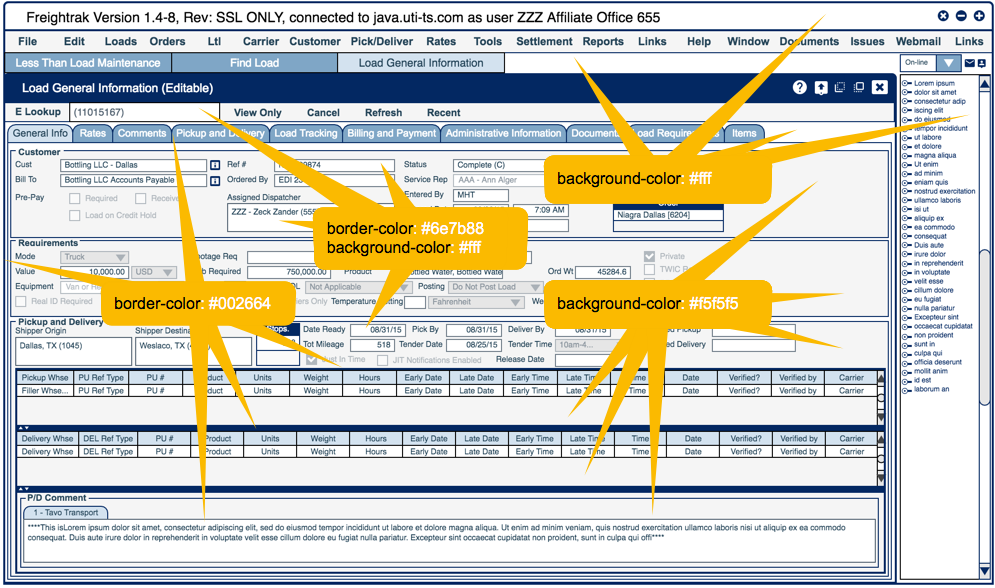 Freightrak Version 1.4-8, Rev: SSL ONLY, connected to java.uti-ts.com as user ZZZ Affiliate Office 655
File Edit Loads Orders Ltl Carrier Customer Pick/Deliver Rates Tools Settlement Reports Links Help Window Documents Issues Webmail Links
Less Than Load Maintenance Find Load Load General Information On-line
Load General Information (Editable)
E Lookup (11015167) View Only Cancel Refresh Recent
General Info Rates Comments Pickup and Delivery Load Tracking Billing and Payment Administrative Information Document Load Require Items
Customer
Cust Bottling LLC - Dallas Ref # 9874 Status Complete (C)
Bill To Bottling LLC Accounts Payable Ordered By EDI 23 Service Rep AAA - Ann Alger
Pre-Pay Required Receive Assigned Dispatcher Entered By MHT
Load on Credit Hold ZZZ - Zeck Zander (555 7:09 AM
Niagra Dallas [6204]
background-color: #fff
border-color: #6e7b88
background-color: #fff
Requirements
Mode Truck Footage Req Private
Value 10,000.00 USD b Required 750,000.00 Product Bottled Water, Bottled Wate Ord Wt 45284.6 TWIC R
Equipment Van or Re OL Not Applicable Posting Do Not Post Load
Real ID Required ners Only Temperature Setting Fahrenheit We
border-color: #002664
background-color: #f5f5f5
Pickup and Delivery
Shipper Origin Shipper Destina Stops. Date Ready 08/31/15 Pick By 08/31/15 Deliver By 08/31/15 ed Pickup
Dallas, TX (1045) Weslaco, TX (4 Tot Mileage 518 Tender Date 08/25/15 Tender Time 10am-4... ed Delivery
Just In Time JIT Notifications Enabled Release Date
Pickup Whse PU Ref Type PU # Product Units Weight Hours Early Date Late Date Early Time Late Time Time Date Verified? Verified by Carrier
Filler Whse... PU Ref Type PU # Product Units Weight Hours Early Date Late Date Early Time Late Time Time Date Verified? Verified by Carrier
Delivery Whse DEL Ref Type PU # Product Units Weight Hours Early Date Late Date Early Time Late Time Time Date Verified? Verified by Carrier
Delivery Whse DEL Ref Type PU # Product Units Weight Hours Early Date Late Date Early Time Late Time Time Date Verified? Verified by Carrier
P/D Comment
1 - Tavo Transport
****This isLorem ipsum dolor sit amet, consectetur adipiscing elit, sed do eiusmod tempor incididunt ut labore et dolore magna aliqua. Ut enim ad minim veniam, quis nostrud exercitation ullamco laboris nisi ut aliquip ex ea commodo
consequat. Duis aute irure dolor in reprehenderit in voluptate velit esse cillum dolore eu fugiat nulla pariatur. Excepteur sint occaecat cupidatat non proident, sunt in culpa qui offi****
Lorem ipsum
dolor sit amet
consectetur adip
iscing elit
do eiusmod
tempor incididunt
ut labore
et dolore
magna aliqua
Ut enim
ad minim
eniam quis
nostrud exercitation
ullamco laboris
isi ut
aliquip ex
ea commodo
consequat
Duis aute
irure dolor
in reprehenderit
in voluptate
velit esse
cillum dolore
eu fugiat
nulla pariatur
Excepteur sint
occaecat cupidatat
non proident
sunt in
culpa qui
officia deserunt
mollit anim
id est
laborum an